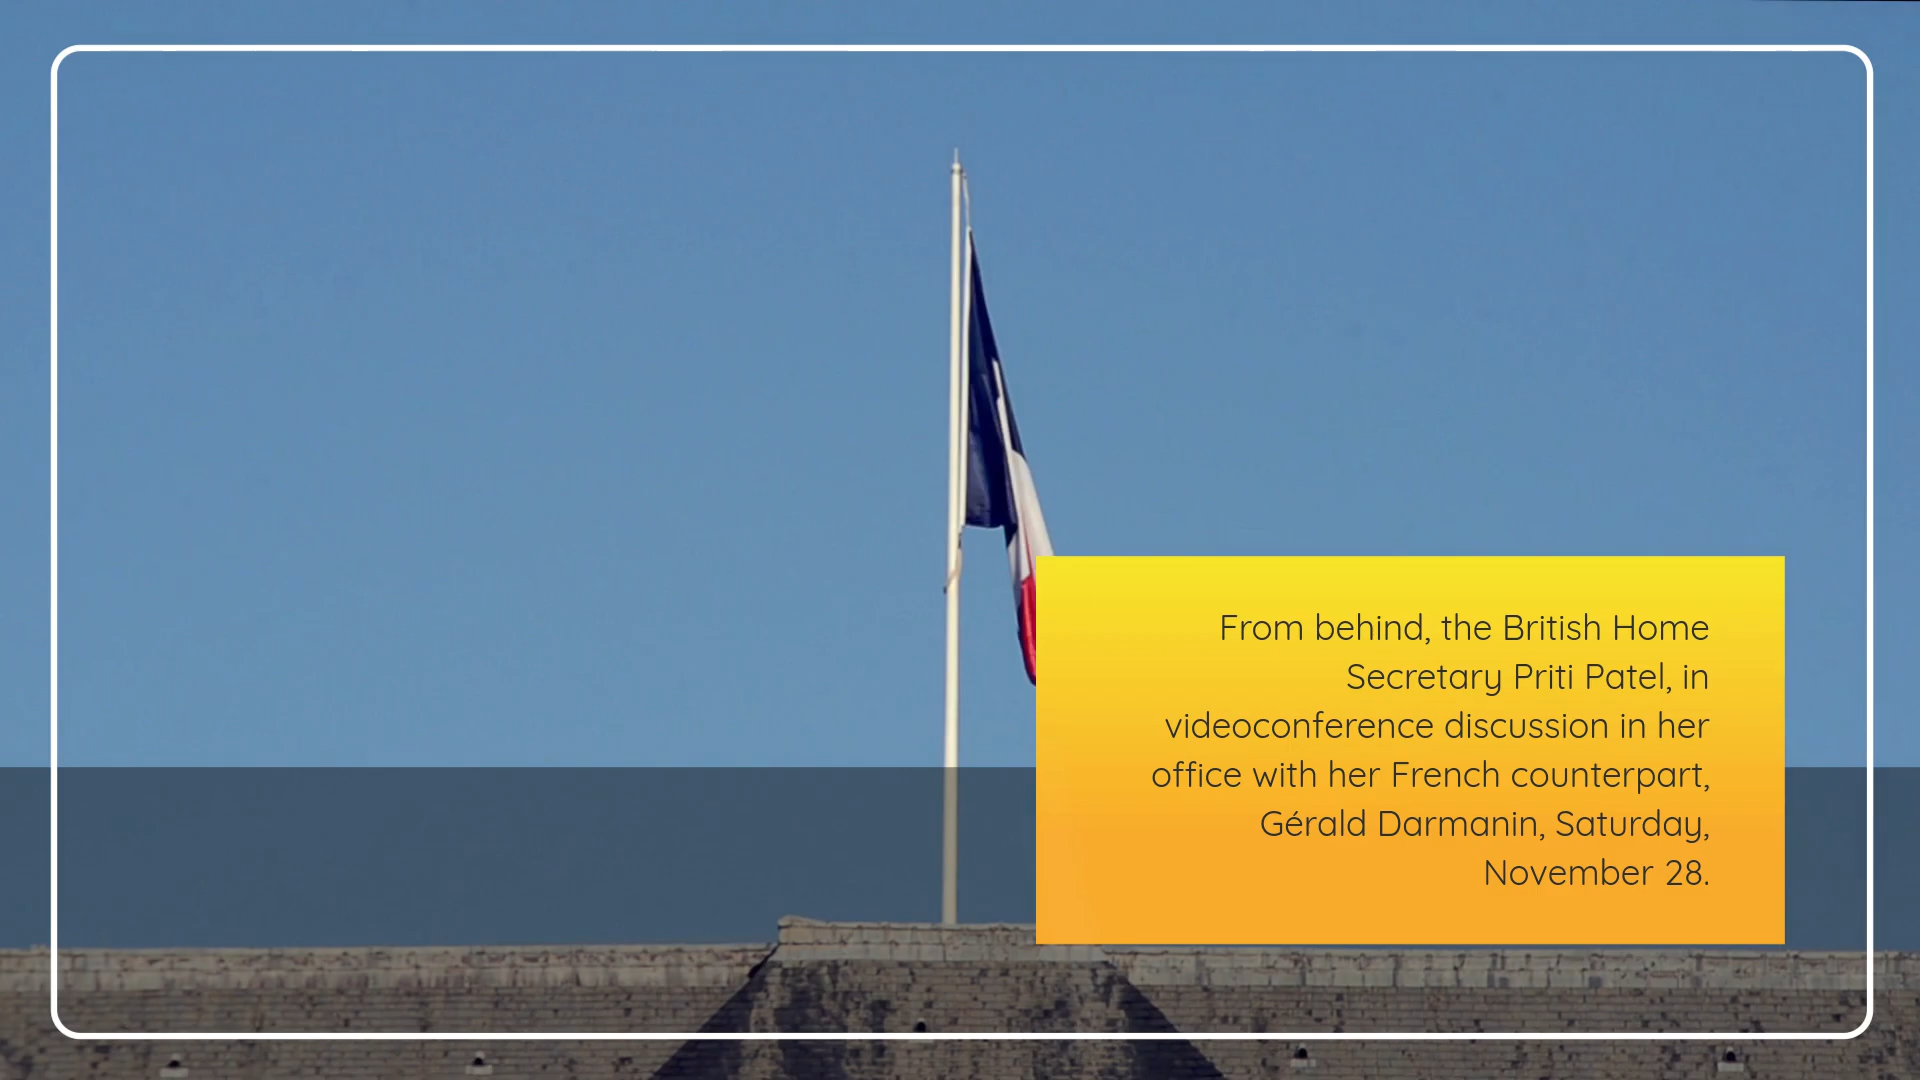 From behind, the British Home
Secretary Priti Patel, in
videoconference discussion in her
office with her French counterpart,
Gérald Darmanin, Saturday,
November 28.